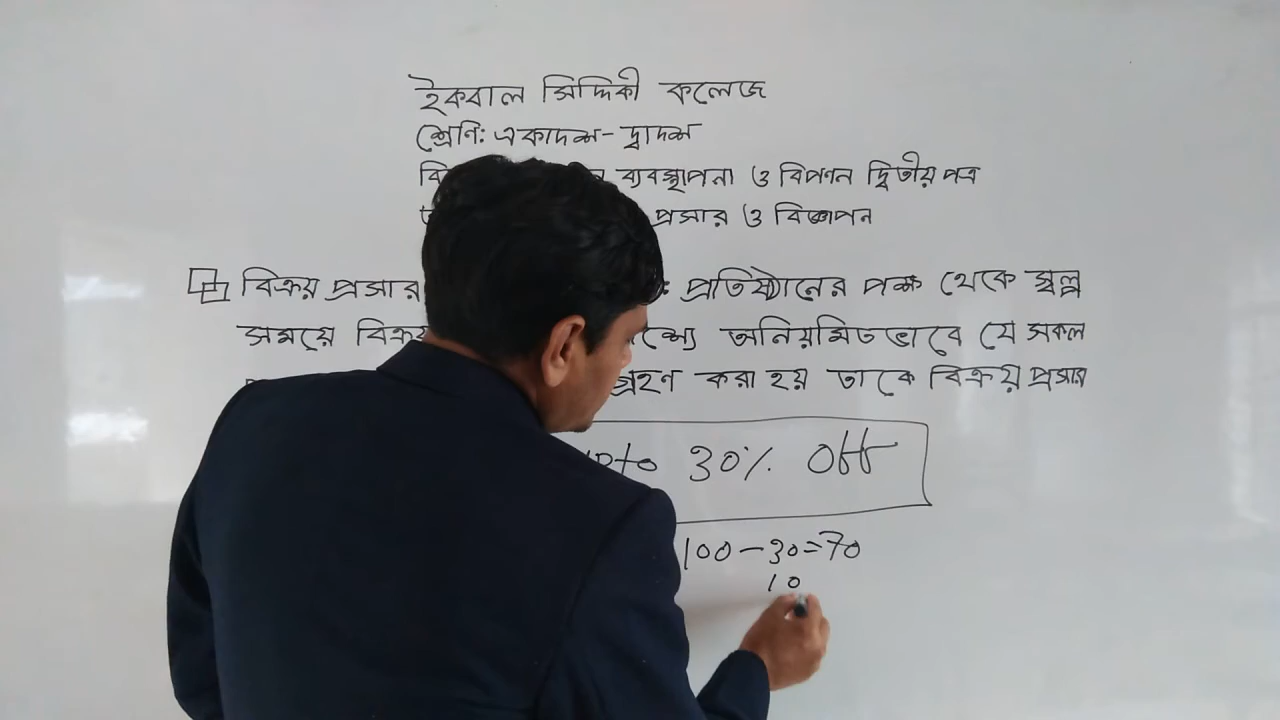 ইকবাল সিদ্দিকী কলেজ
শ্রেণি: একাদশ - দ্বাদশ
ব্যবস্থাপনা ও বিপণন দ্বিতীয় পত্র
প্রসার ও বিজ্ঞাপন
বিক্রয় প্রসার : প্রতিষ্ঠানের পক্ষ থেকে স্বল্প
সময়ে অনিয়মিতভাবে যে সকল
গ্রহণ করা হয় তাকে বিক্রয় প্রসার
upto 30% Off
100 - 30 = 70
10